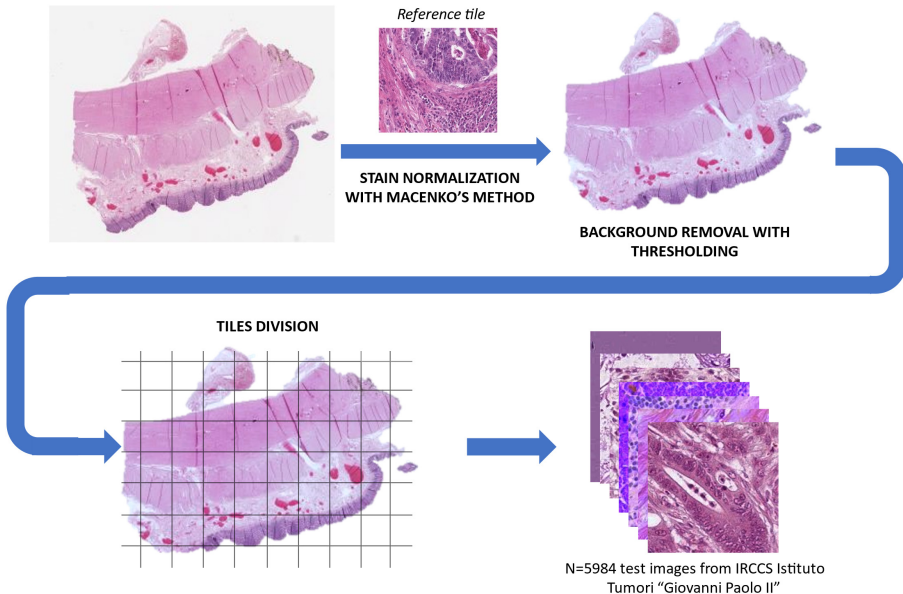 Reference tile
STAIN NORMALIZATION
WITH MACENKO'S METHOD
BACKGROUND REMOVAL WITH
THRESHOLDING
TILES DIVISION
N=5984 test images from IRCCS Istituto
Tumori "Giovanni Paolo II"